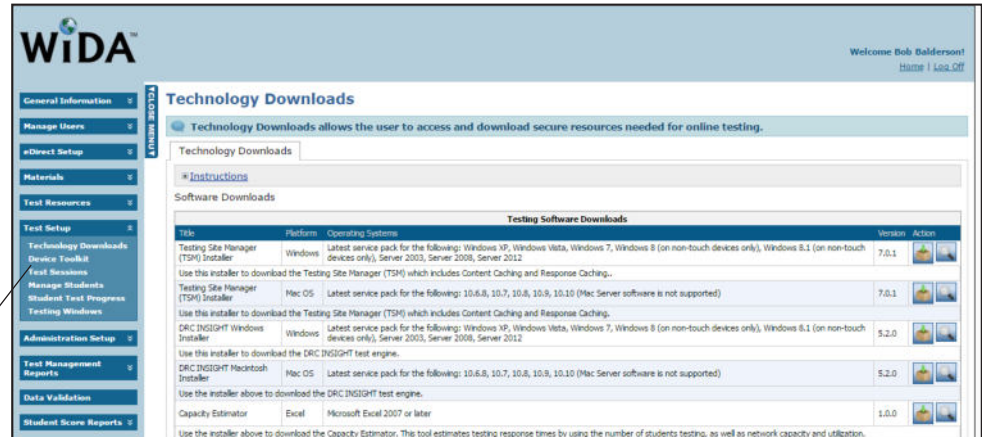 WiDA™
Welcome Bob Balderson!
Home | Log Off
CLOSE MENU
General Information
Manage Users
eDirect Setup
Materials
Test Resources
Test Setup
Technology Downloads
Device Toolkit
Test Sessions
Manage Students
Student Test Progress
Testing Windows
Administration Setup
Test Management
Reports
Data Validation
Student Score Reports
Technology Downloads
Technology Downloads allows the user to access and download secure resources needed for online testing.
Technology Downloads
Instructions
Software Downloads
Testing Software Downloads
Title Platform Operating Systems Version Action
Testing Site Manager
(TSM) Installer
Windows
Latest service pack for the following: Windows XP, Windows Vista, Windows 7, Windows 8 (on non-touch devices only), Windows 8.1 (on non-touch
devices only), Server 2003, Server 2008, Server 2012
7.0.1
Use this installer to download the Testing Site Manager (TSM) which includes Content Caching and Response Caching..
Testing Site Manager
(TSM) Installer
Mac OS
Latest service pack for the following: 10.6.8, 10.7, 10.8, 10.9, 10.10 (Mac Server software is not supported)
7.0.1
Use this installer to download the Testing Site Manager (TSM) which includes Content Caching and Response Caching.
DRC INSIGHT Windows
Installer
Windows
Latest service pack for the following: Windows XP, Windows Vista, Windows 7, Windows 8 (on non-touch devices only), Windows 8.1 (on non-touch
devices only), Server 2003, Server 2008, Server 2012
5.2.0
Use this installer to download the DRC INSIGHT test engine.
DRC INSIGHT Macintosh
Installer
Mac OS
Latest service pack for the following: 10.6.8, 10.7, 10.8, 10.9, 10.10 (Mac Server software is not supported)
5.2.0
Use the installer above to download the DRC INSIGHT test engine.
Capacity Estimator
Excel
Microsoft Excel 2007 or later
1.0.0
Use the installer above to download the Capacity Estimator. This tool estimates testing response times by using the number of students testing, as well as network capacity and utilization.